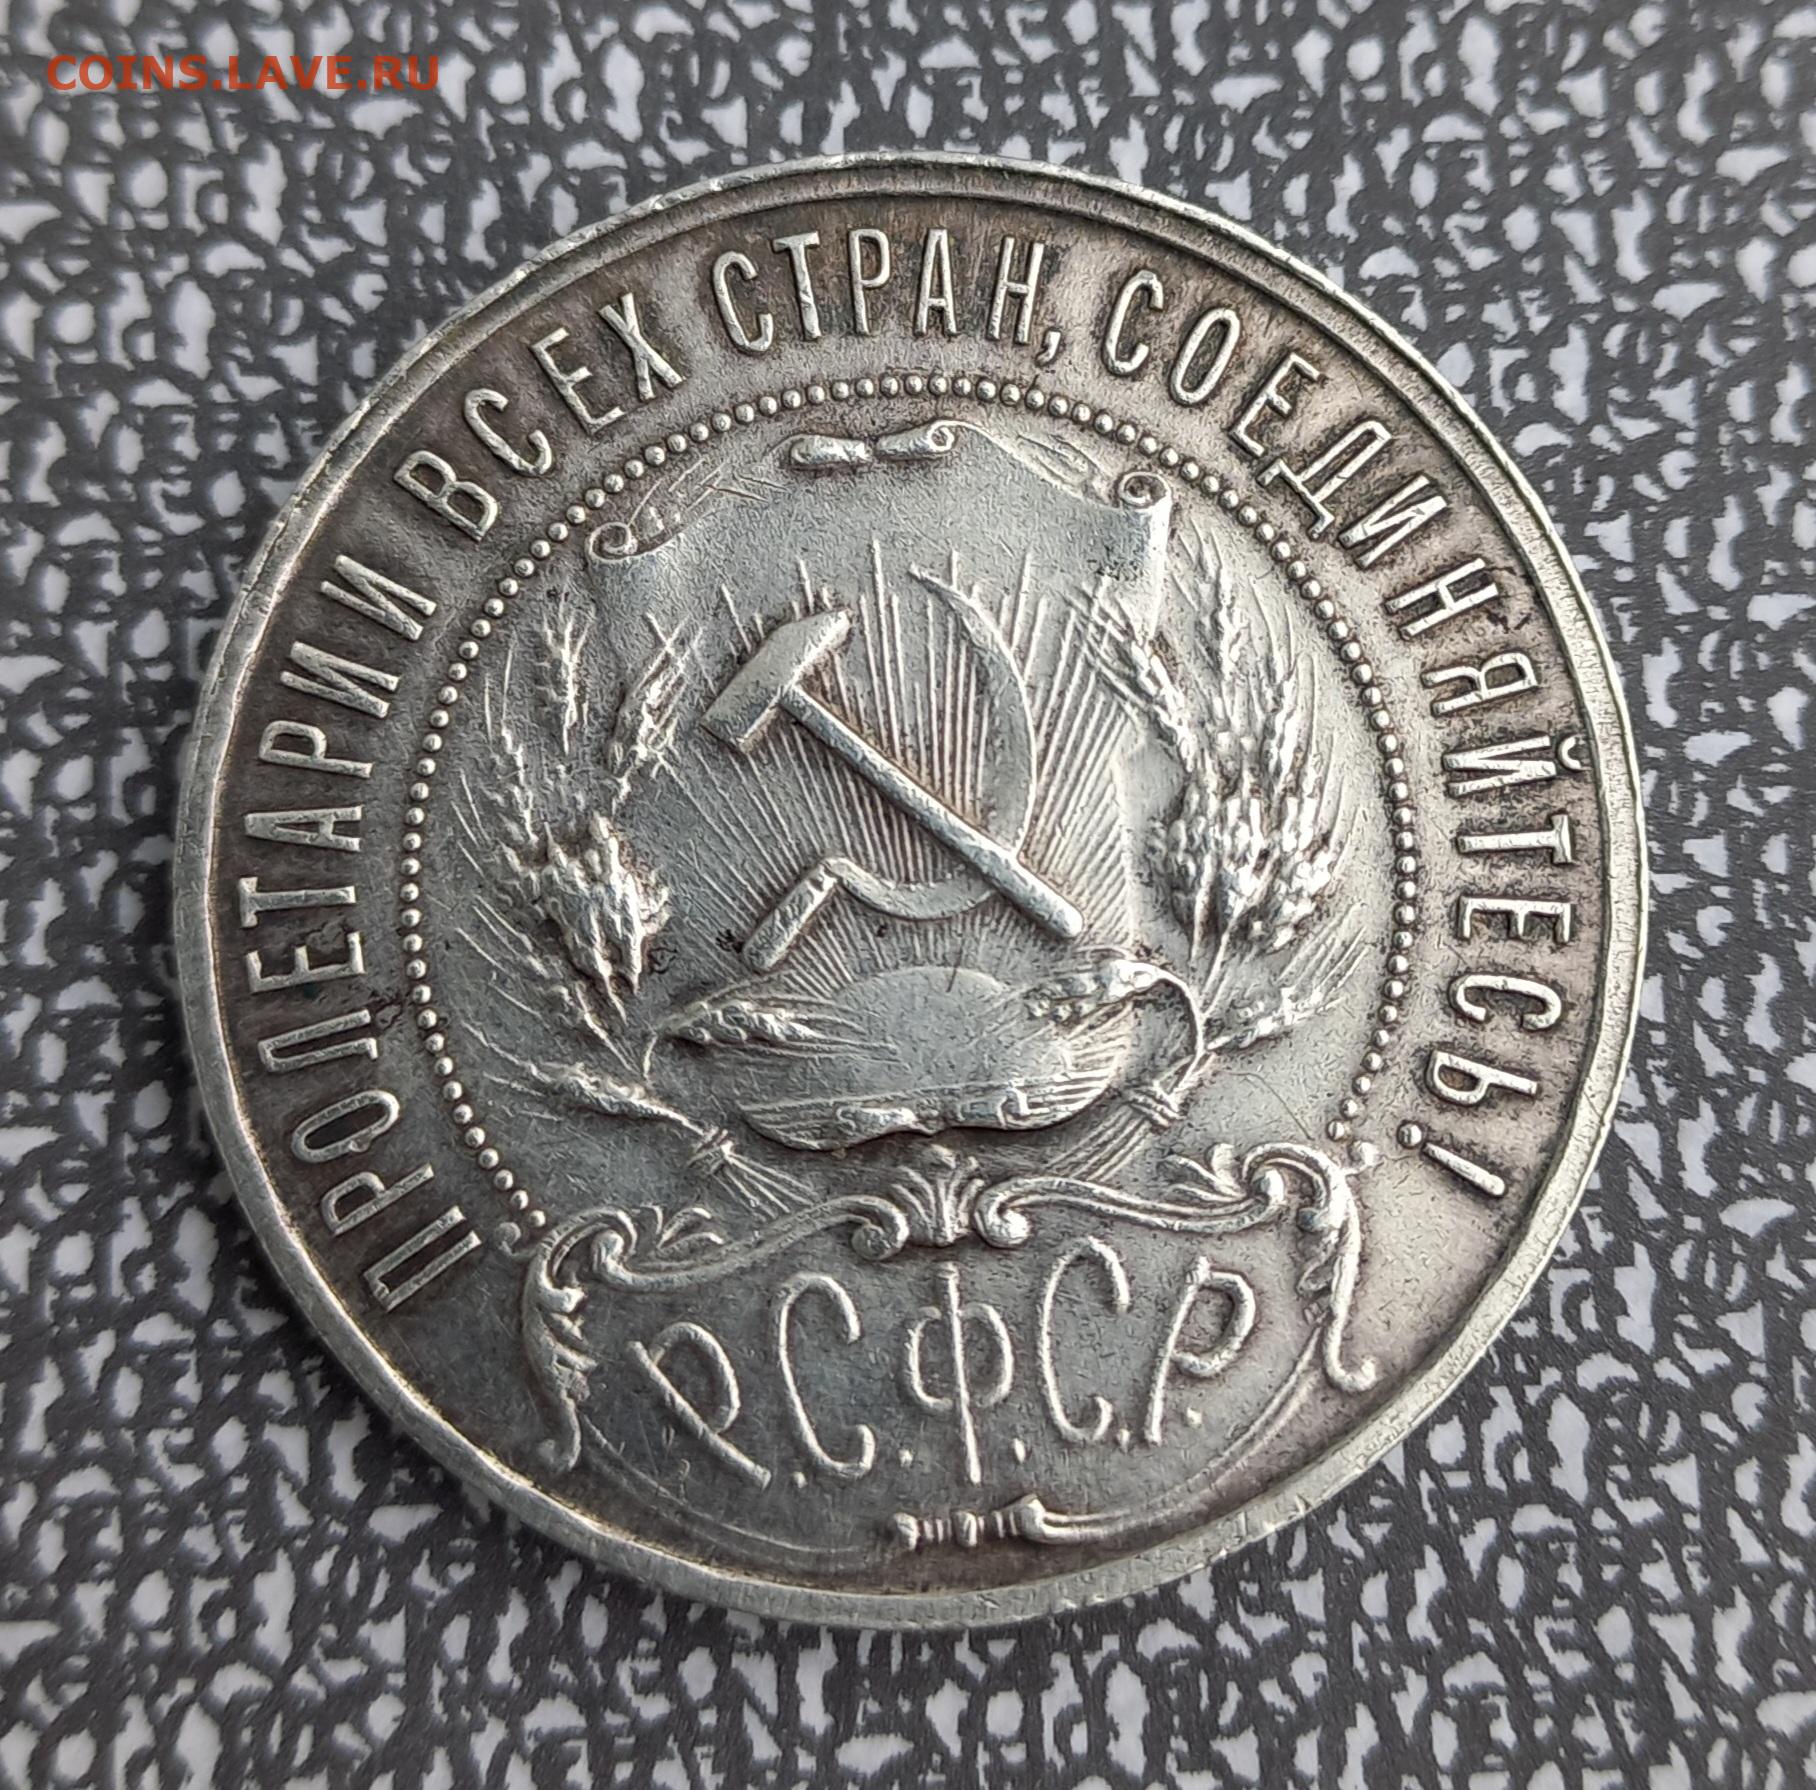 COINS.LAVE.RU
ПРОЛЕТАРИИ ВСЕХ СТРАН, СОЕДИНЯЙТЕСЬ!
Р.С.Ф.С.Р.